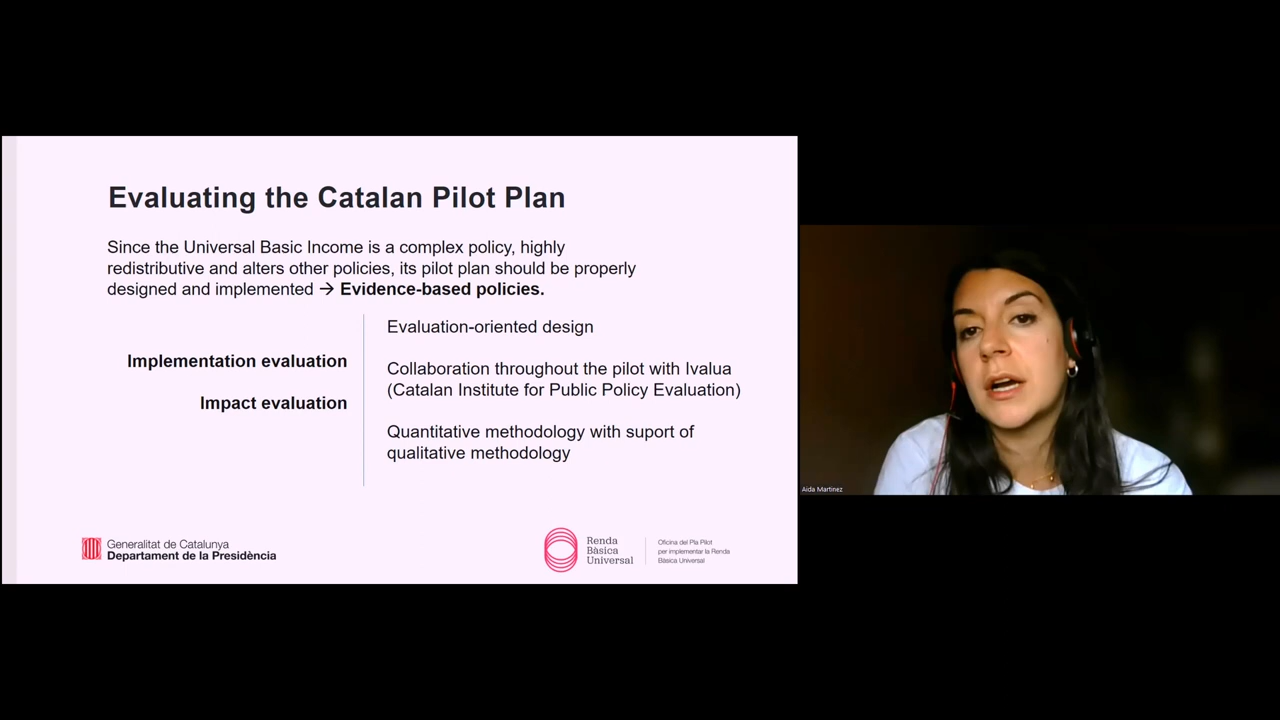 Evaluating the Catalan Pilot Plan
Since the Universal Basic Income is a complex policy, highly
redistributive and alters other policies, its pilot plan should be properly
designed and implemented → Evidence-based policies.
Implementation evaluation
Impact evaluation
Evaluation-oriented design
Collaboration throughout the pilot with Ivalua
(Catalan Institute for Public Policy Evaluation)
Quantitative methodology with suport of
qualitative methodology
Generalitat de Catalunya
Departament de la Presidència
Renda
Bàsica
Universal
Oficina del Pla Pilot
per implementar la Renda
Bàsica Universal
Aida Martinez